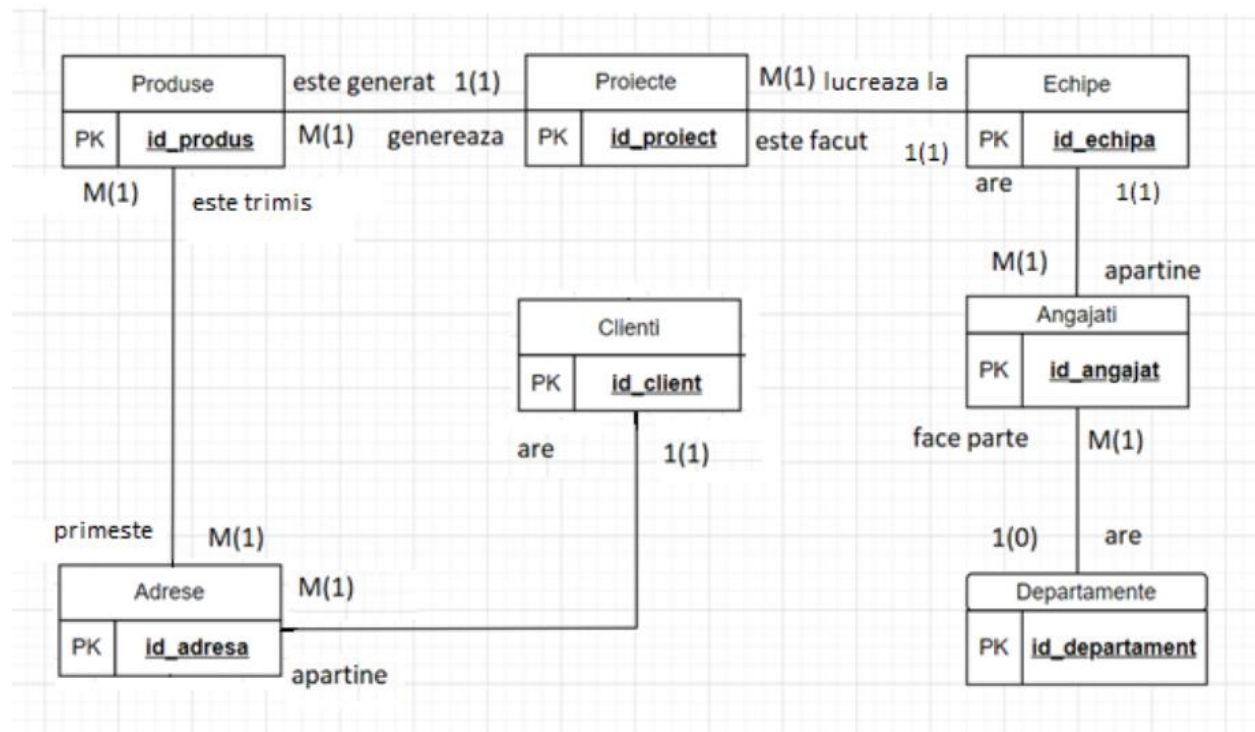 Produse
PK id_produs
este generat 1(1)
M(1) genereaza
Proiecte
PK id_proiect
M(1) lucreaza la
este facut 1(1)
Echipe
PK id_echipa
M(1) este trimis
are 1(1)
M(1) apartine
Clienti
PK id_client
are 1(1)
Angajati
PK id_angajat
face parte M(1)
1(0) are
primeste M(1)
Adrese
PK id_adresa
M(1)
apartine
Departamente
PK id_departament